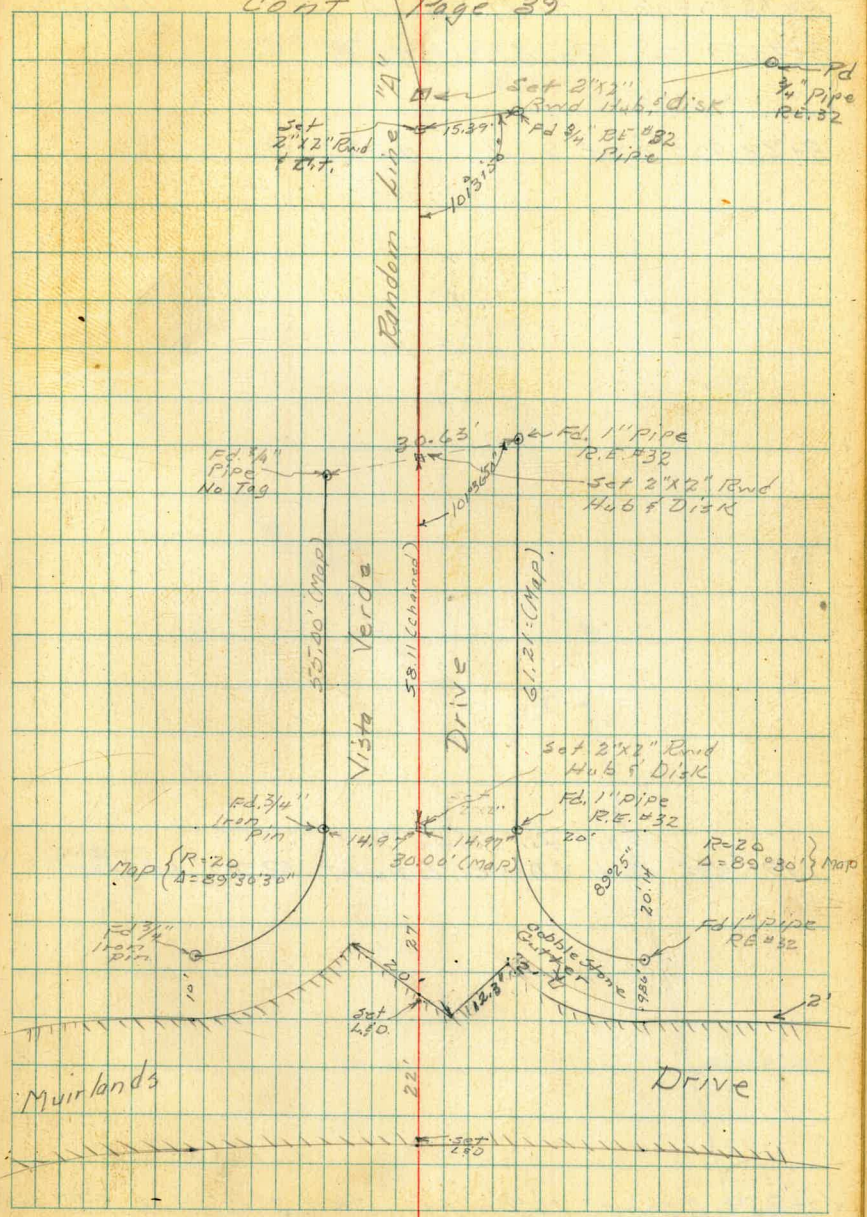 Cont Page 39
Random Line "A"
Set 2"x2"
Rwd Hub & disk
Fd
3/4" Pipe
RE. 32
Set
2"x2" Rwd
15.39
Fd 3/4" RE #32
Pipe
30.63'
Fd. 3/4"
Pipe
No Tag
Fd. 1" Pipe
R.E. #32
101°36'50"
Set 2"x2" Rwd
Hub & Disk
55.00' (Map)
Vista Verda
58.11 (chained)
Drive
61.21' (Map)
Set 2"x2" Rwd
Hub & Disk
Fd. 3/4"
Iron
Pin
14.97'
14.97'
30.00' (Map)
Fd. 1" pipe
R.E. #32
20'
Map { R=20
Δ=89°30'30"
89°25'
20.14
R=20
Δ=89°30' } Map
Fd 3/4"
Iron
pin
10'
27'
20
Set
L&D.
12.3'
Cobble Stone
Gutter
9.86'
Fd 1" Pipe
RE #32
2'
Muirlands
22'
Drive
Set
L&D